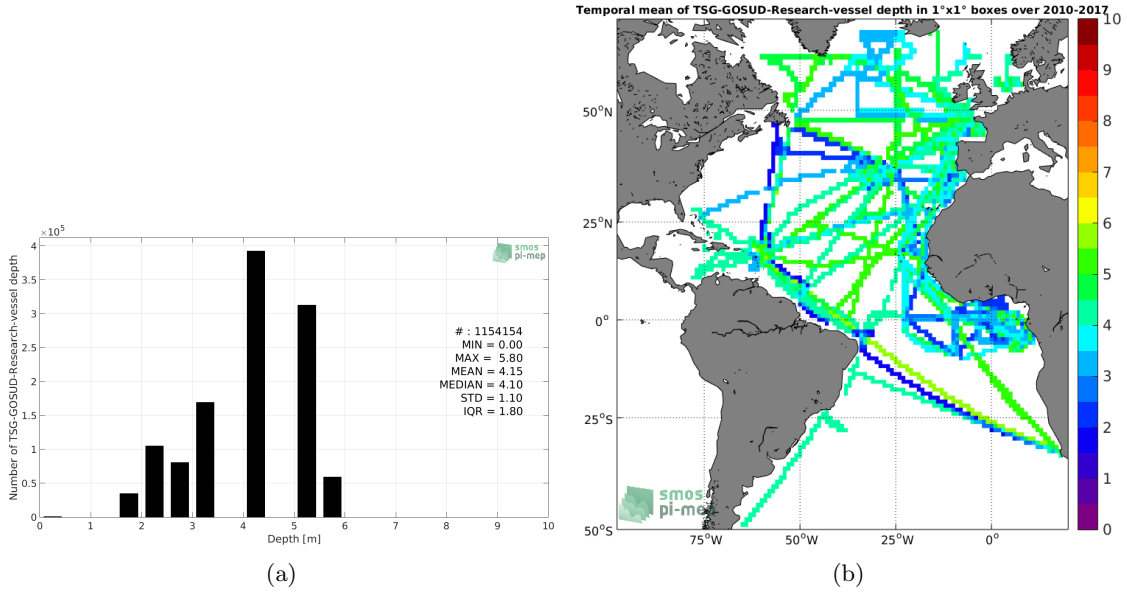 Temporal mean of TSG-GOSUD-Research-vessel depth in 1°x1° boxes over 2010-2017
×10⁵
4
3.5
3
2.5
2
1.5
1
0.5
0
Number of TSG-GOSUD-Research-vessel depth
0 1 2 3 4 5 6 7 8 9 10
Depth [m]
smos
pi-mep
# : 1154154
MIN = 0.00
MAX = 5.80
MEAN = 4.15
MEDIAN = 4.10
STD = 1.10
IQR = 1.80
(a)
50°N
25°N
0°
25°S
50°S
75°W 50°W 25°W 0°
smos
pi-mep
10
9
8
7
6
5
4
3
2
1
0
(b)